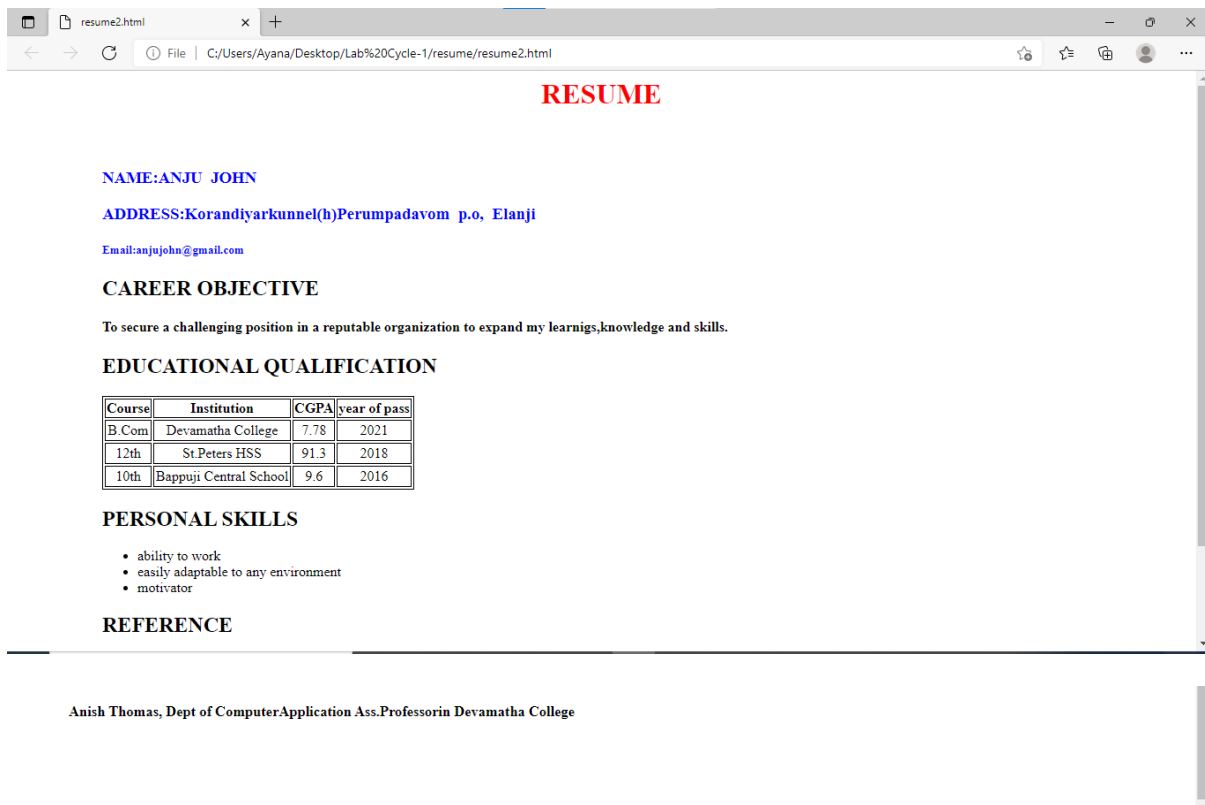 resume2.html
File | C:/Users/Ayana/Desktop/Lab%20Cycle-1/resume/resume2.html
RESUME
NAME:ANJU JOHN
ADDRESS:Korandiyarkunnel(h)Perumpadavom p.o, Elanji
Email:anjujohn@gmail.com
CAREER OBJECTIVE
To secure a challenging position in a reputable organization to expand my learnigs,knowledge and skills.
EDUCATIONAL QUALIFICATION
Course Institution CGPA year of pass
B.Com Devamatha College 7.78 2021
12th St.Peters HSS 91.3 2018
10th Bappuji Central School 9.6 2016
PERSONAL SKILLS
• ability to work
• easily adaptable to any environment
• motivator
REFERENCE
Anish Thomas, Dept of ComputerApplication Ass.Professorin Devamatha College